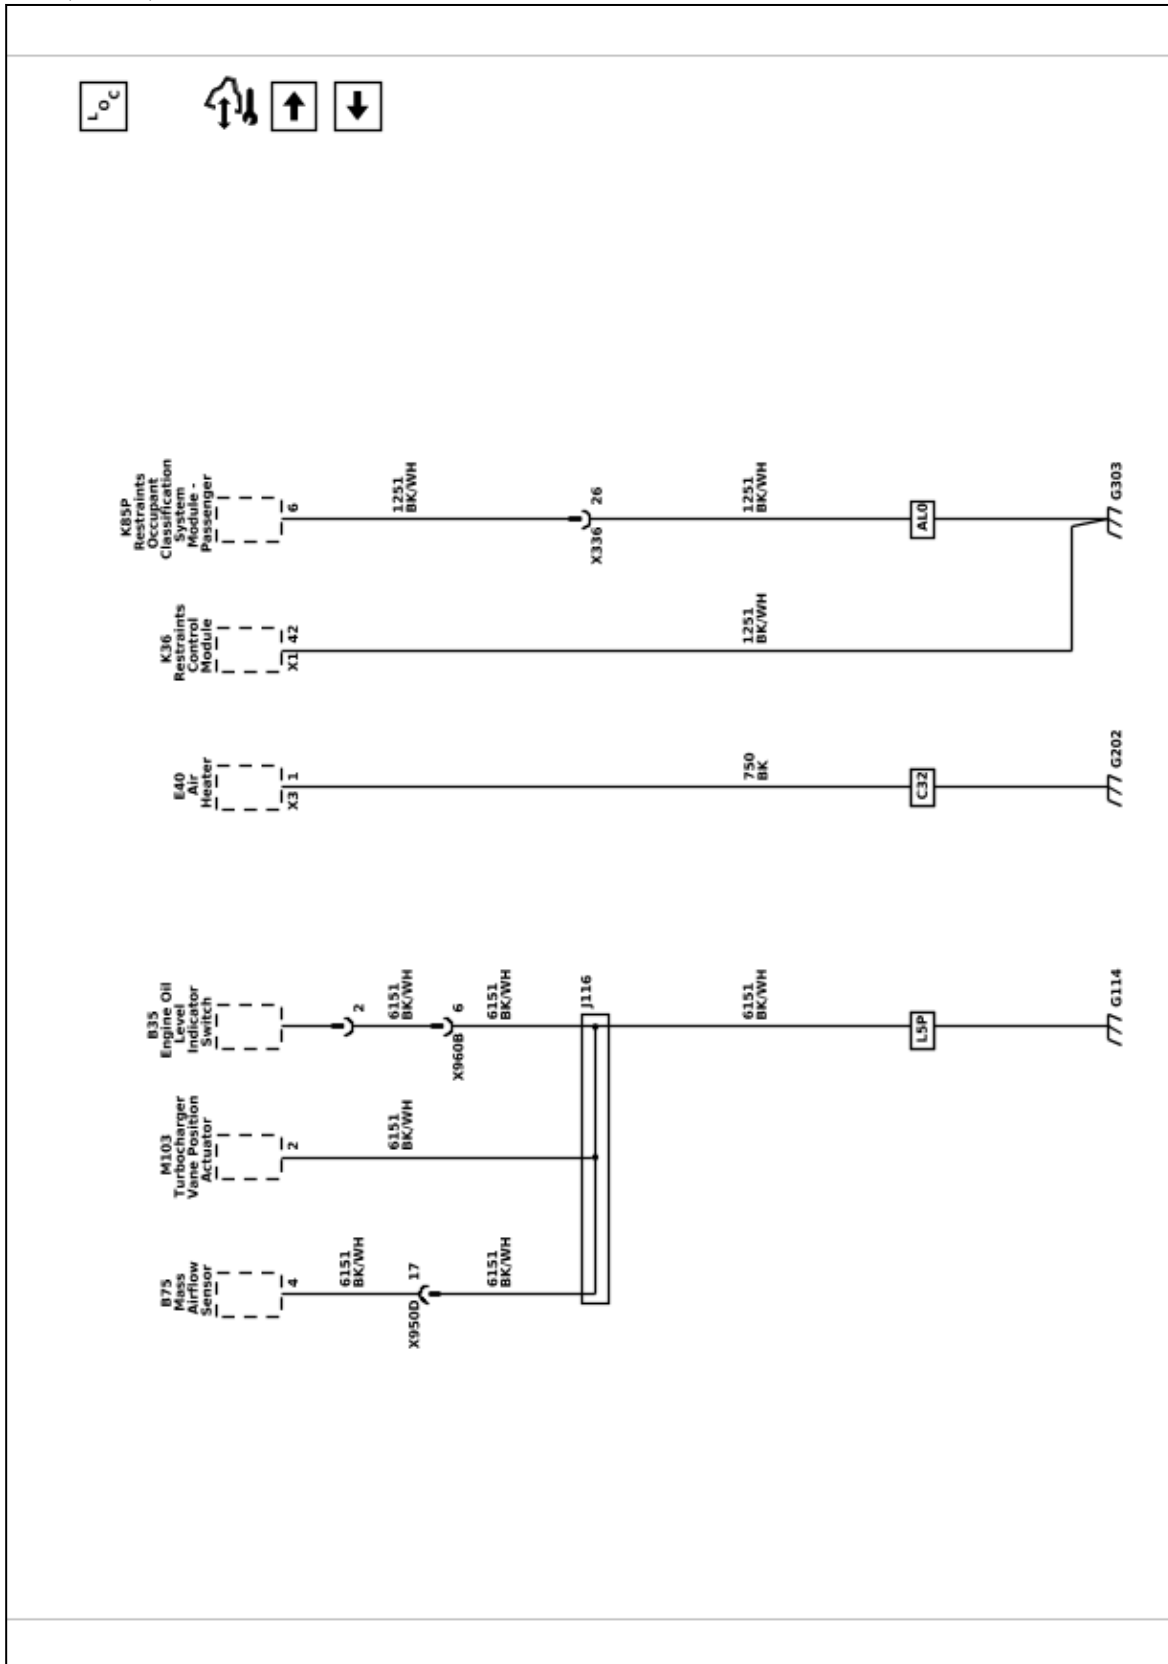 LOC
B75
Mass
Airflow
Sensor
4
6151
BK/WH
X950D
17
6151
BK/WH
M103
Turbocharger
Vane Position
Actuator
2
6151
BK/WH
B35
Engine Oil
Level
Indicator
Switch
2
6151
BK/WH
X960B
6
6151
BK/WH
J116
6151
BK/WH
L5P
G114
E40
Air
Heater
X3
1
750
BK
C32
G202
K36
Restraints
Control
Module
X1
42
1251
BK/WH
K85P
Restraints
Occupant
Classification
System
Module -
Passenger
6
1251
BK/WH
X336
26
1251
BK/WH
AL0
G303